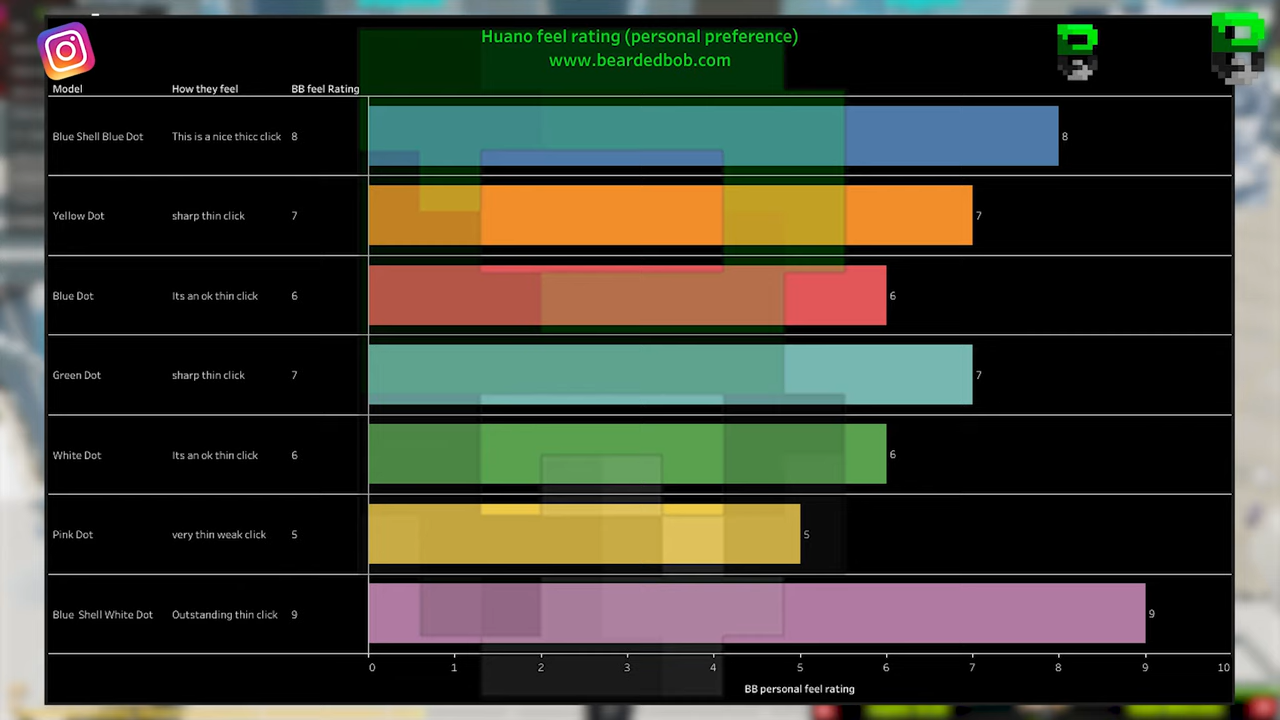 Huano feel rating (personal preference)
www.beardedbob.com
Model How they feel BB feel Rating
Blue Shell Blue Dot This is a nice thicc click 8 8
Yellow Dot sharp thin click 7 7
Blue Dot Its an ok thin click 6 6
Green Dot sharp thin click 7 7
White Dot Its an ok thin click 6 6
Pink Dot very thin weak click 5 5
Blue Shell White Dot Outstanding thin click 9 9
0 1 2 3 4 5 6 7 8 9 10
BB personal feel rating